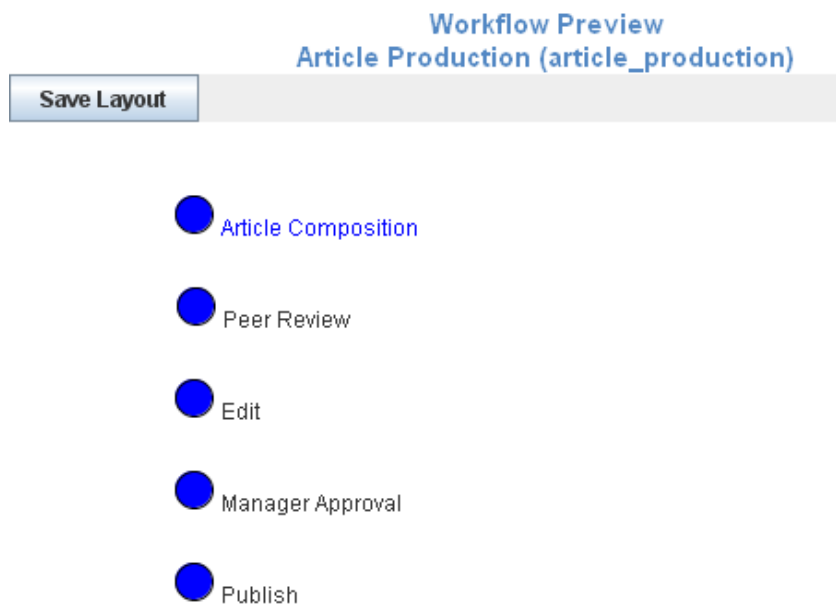 Workflow Preview
Article Production (article_production)
Save Layout
Article Composition
Peer Review
Edit
Manager Approval
Publish